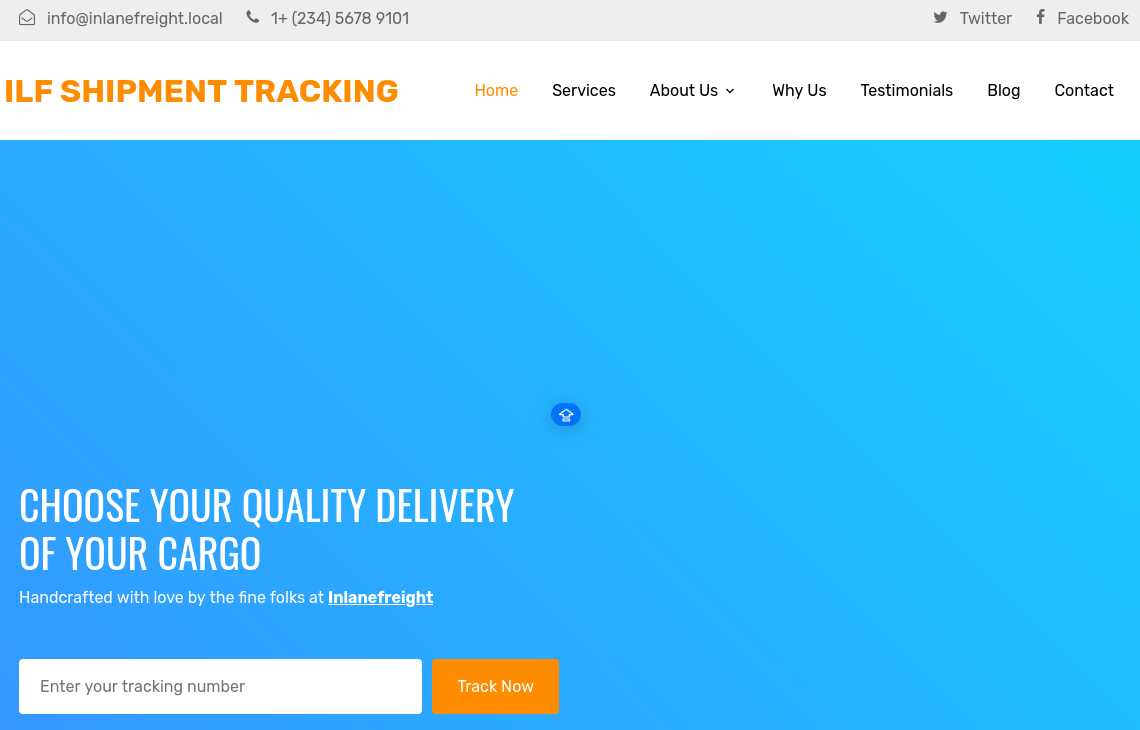 info@inlanefreight.local 1+ (234) 5678 9101 Twitter Facebook
ILF SHIPMENT TRACKING Home Services About Us Why Us Testimonials Blog Contact
CHOOSE YOUR QUALITY DELIVERY
OF YOUR CARGO
Handcrafted with love by the fine folks at Inlanefreight
Enter your tracking number Track Now